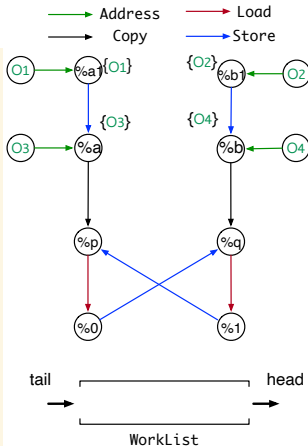 Address Load
Copy Store
O1 %a1 {O1} {O2} %b1 O2
{O3} {O4}
O3 %a %b O4
%p %q
%0 %1
tail head
WorkList